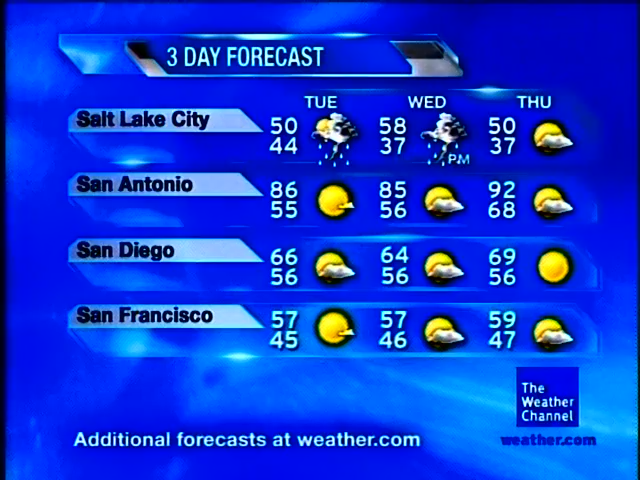 3 DAY FORECAST
TUE WED THU
Salt Lake City 50 58 50
44 37 PM 37
San Antonio 86 85 92
55 56 68
San Diego 66 64 69
56 56 56
San Francisco 57 57 59
45 46 47
The
Weather
Channel
Additional forecasts at weather.com
weather.com